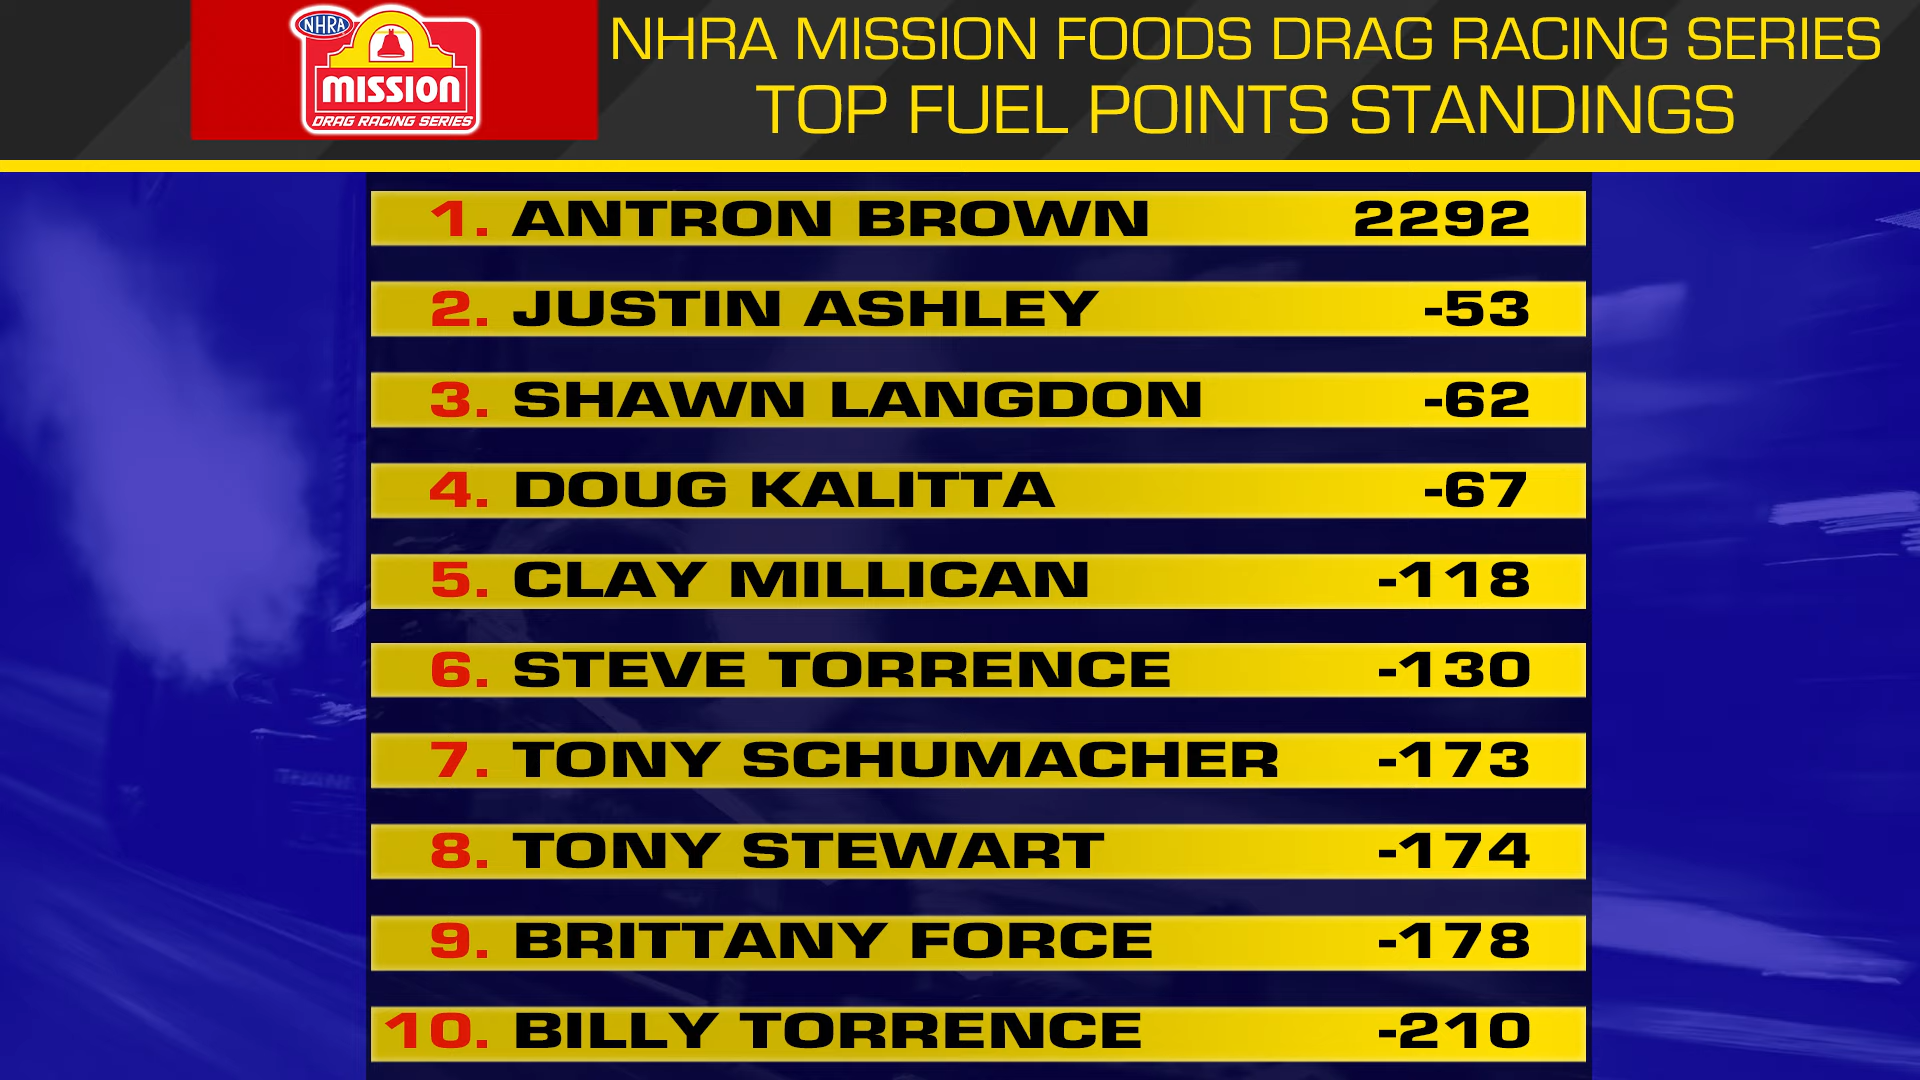 NHRA
MISSION
DRAG RACING SERIES
NHRA MISSION FOODS DRAG RACING SERIES
TOP FUEL POINTS STANDINGS
1. ANTRON BROWN 2292
2. JUSTIN ASHLEY -53
3. SHAWN LANGDON -62
4. DOUG KALITTA -67
5. CLAY MILLICAN -118
6. STEVE TORRENCE -130
7. TONY SCHUMACHER -173
8. TONY STEWART -174
9. BRITTANY FORCE -178
10. BILLY TORRENCE -210